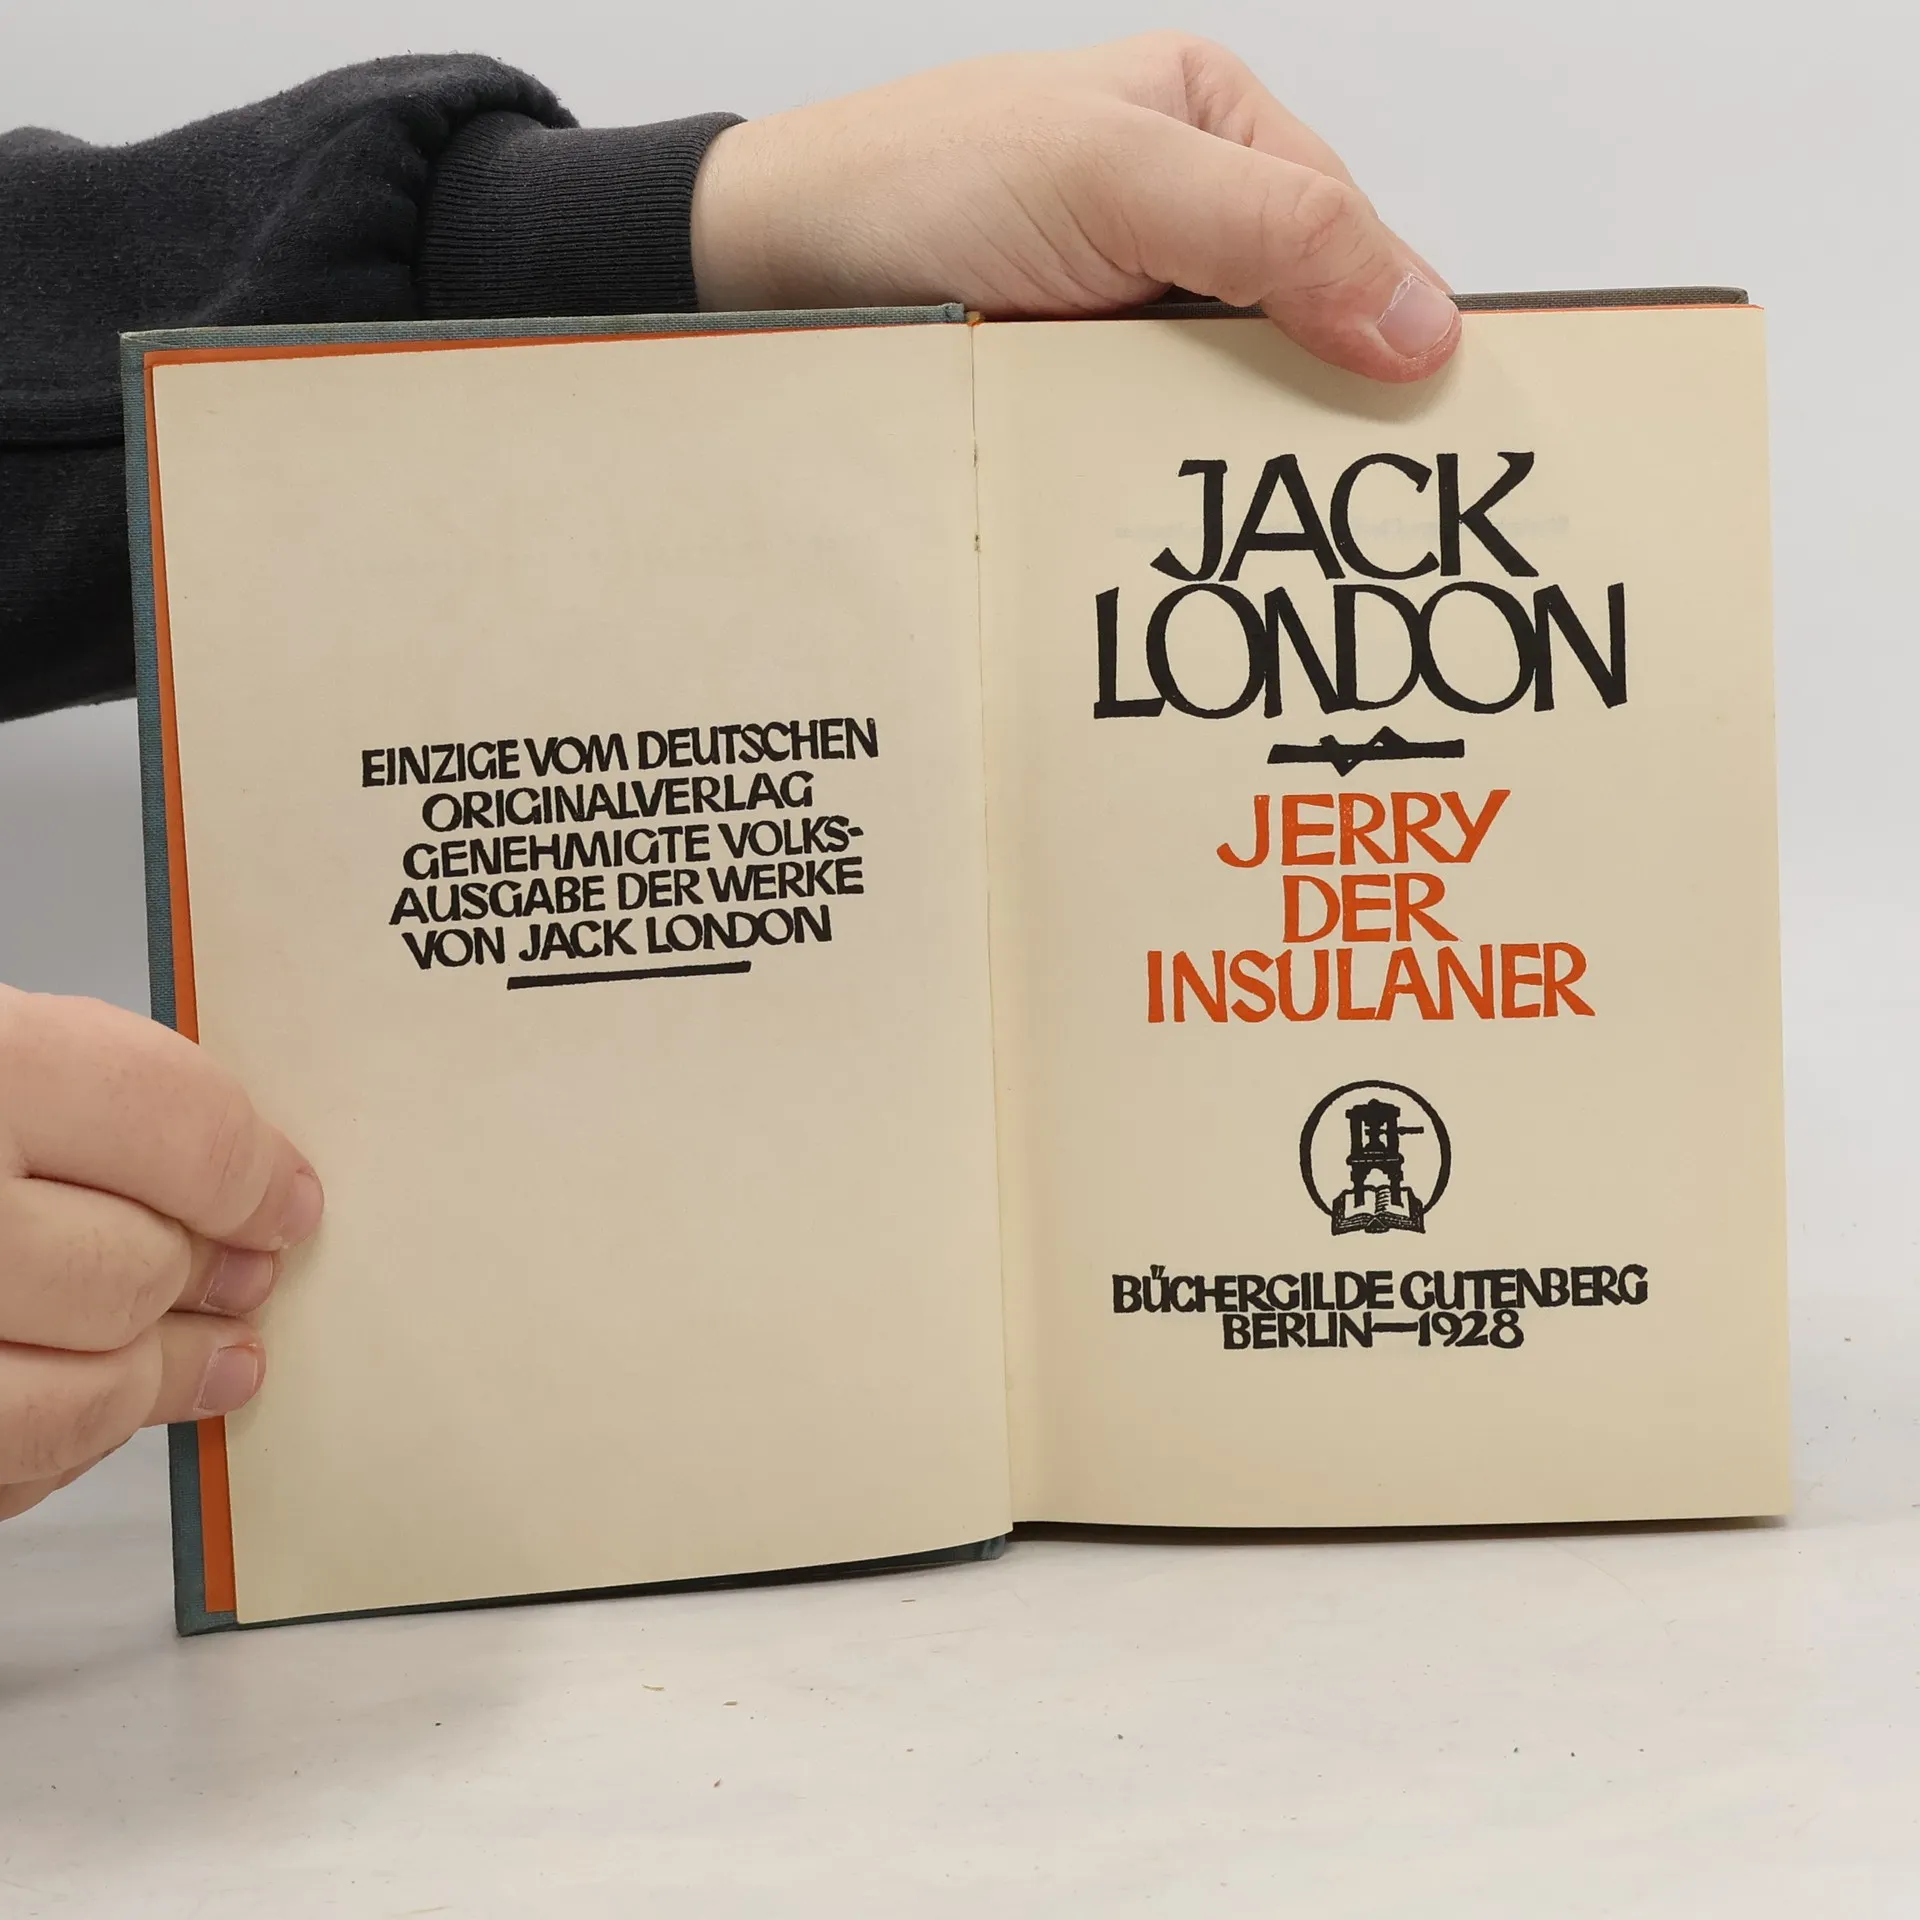 EINZIGE VOM DEUTSCHEN
ORIGINALVERLAG
GENEHMIGTE VOLKS-
AUSGABE DER WERKE
VON JACK LONDON
JACK
LONDON
JERRY
DER
INSULANER
BÜCHERGILDE GUTENBERG
BERLIN—1928